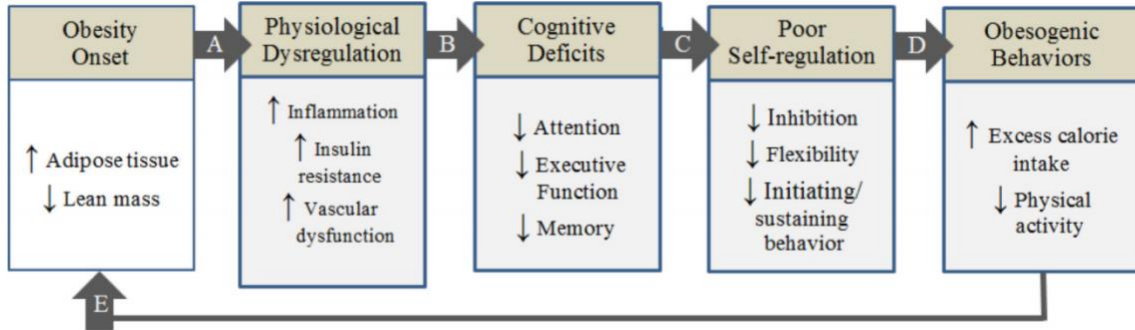 Obesity
Onset
↑ Adipose tissue
↓ Lean mass
A
Physiological
Dysregulation
↑ Inflammation
↑ Insulin
resistance
↑ Vascular
dysfunction
B
Cognitive
Deficits
↓ Attention
↓ Executive
Function
↓ Memory
C
Poor
Self-regulation
↓ Inhibition
↓ Flexibility
↓ Initiating/
sustaining
behavior
D
Obesogenic
Behaviors
↑ Excess calorie
intake
↓ Physical
activity
E